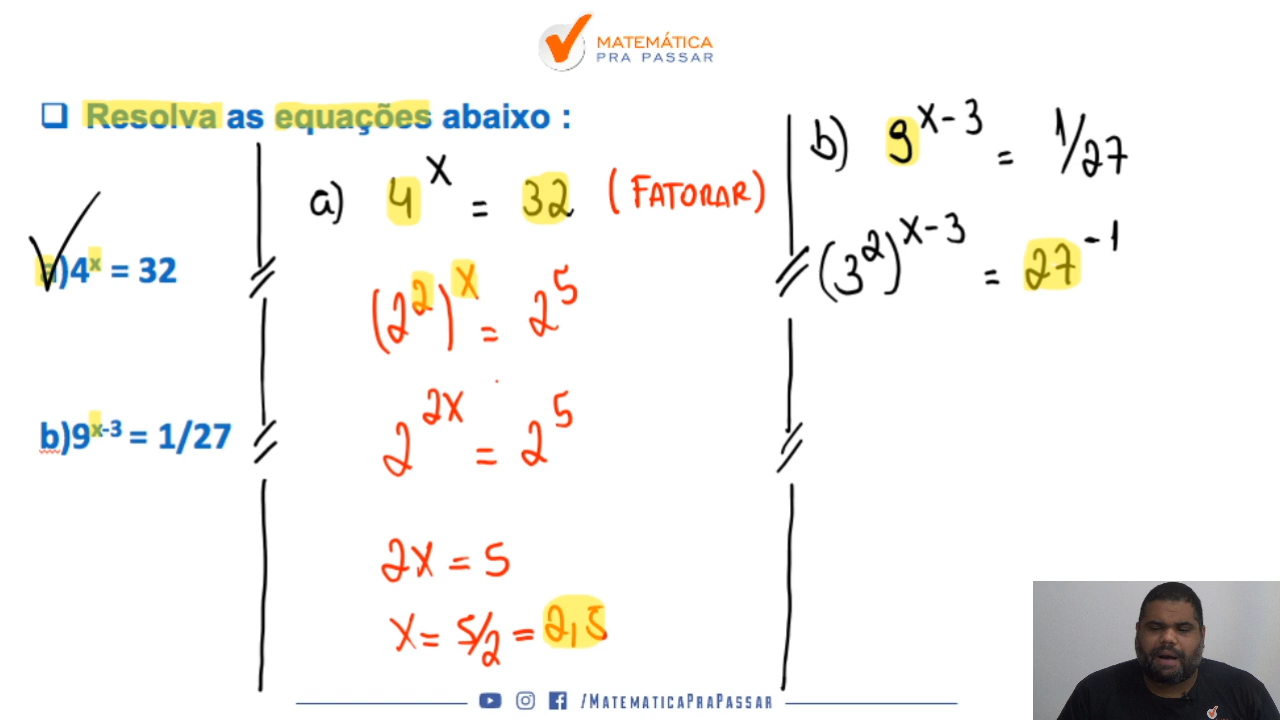 MATEMÁTICA
PRA PASSAR
❑ Resolva as equações abaixo :
a)4ˣ = 32
b)9ˣ⁻³ = 1/27
a) 4^x = 32 (FATORAR)
(2^2)^x = 2^5
2^2x = 2^5
2x = 5
x = 5/2 = 2,5
b) 9^x-3 = 1/27
(3^2)^x-3 = 27^-1
/MATEMATICAPRAPASSAR